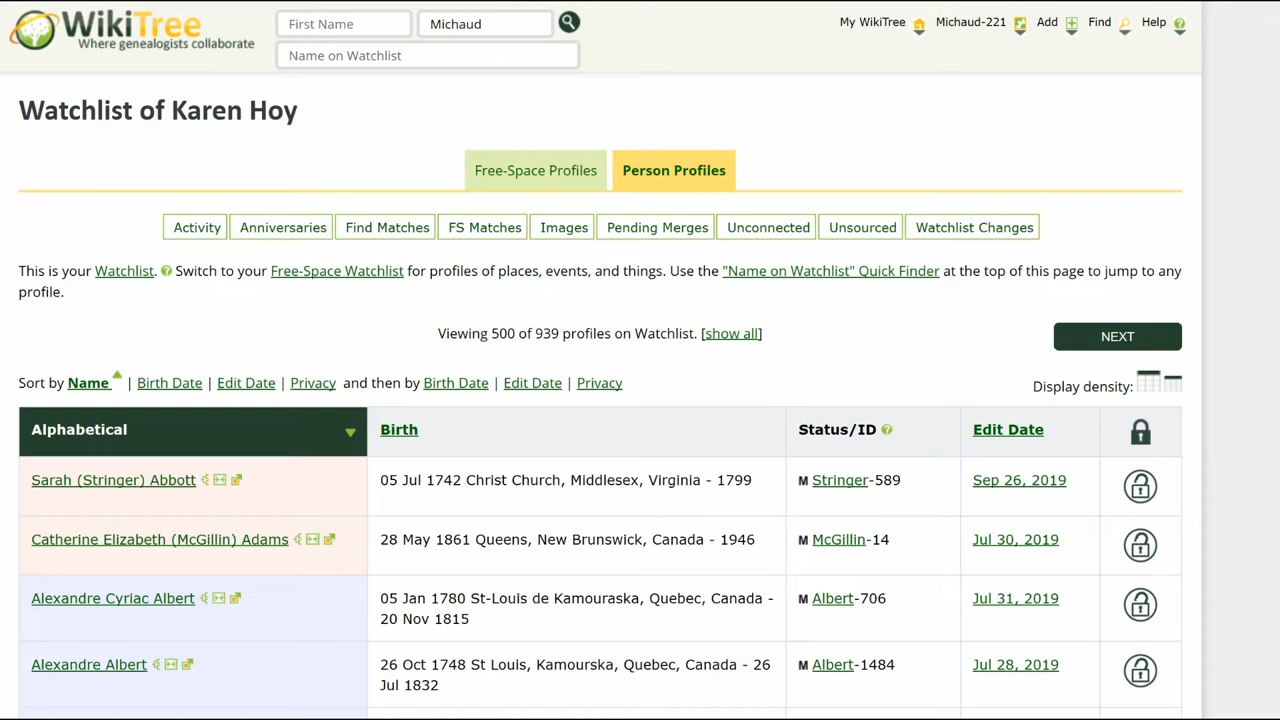 WikiTree
Where genealogists collaborate
First Name
Michaud
Name on Watchlist
My WikiTree Michaud-221 Add Find Help
Watchlist of Karen Hoy
Free-Space Profiles Person Profiles
Activity Anniversaries Find Matches FS Matches Images Pending Merges Unconnected Unsourced Watchlist Changes
This is your Watchlist. Switch to your Free-Space Watchlist for profiles of places, events, and things. Use the "Name on Watchlist" Quick Finder at the top of this page to jump to any
profile.
Viewing 500 of 939 profiles on Watchlist. [show all]
NEXT
Sort by Name | Birth Date | Edit Date | Privacy and then by Birth Date | Edit Date | Privacy
Display density:
Alphabetical Birth Status/ID Edit Date
Sarah (Stringer) Abbott 05 Jul 1742 Christ Church, Middlesex, Virginia - 1799 M Stringer-589 Sep 26, 2019
Catherine Elizabeth (McGillin) Adams 28 May 1861 Queens, New Brunswick, Canada - 1946 M McGillin-14 Jul 30, 2019
Alexandre Cyriac Albert 05 Jan 1780 St-Louis de Kamouraska, Quebec, Canada - M Albert-706 Jul 31, 2019
20 Nov 1815
Alexandre Albert 26 Oct 1748 St Louis, Kamourska, Quebec, Canada - 26 M Albert-1484 Jul 28, 2019
Jul 1832